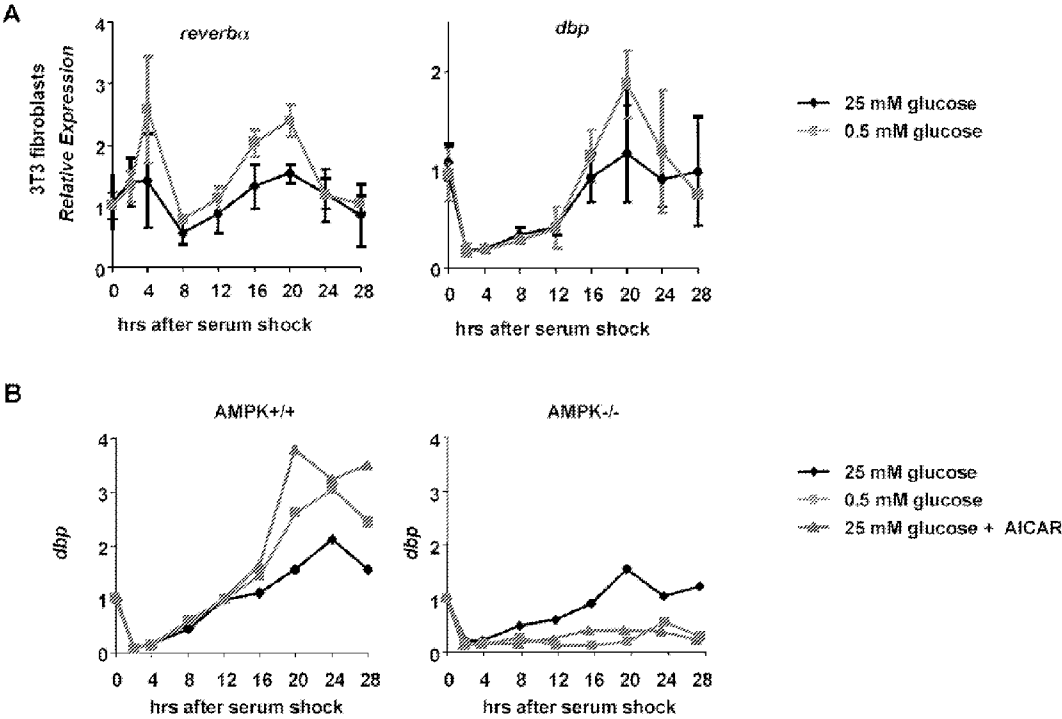 A
reverbα
dbp
3T3 fibroblasts
Relative Expression
4
3
2
1
0
2
1
0
25 mM glucose
0.5 mM glucose
0 4 8 12 16 20 24 28
0 4 8 12 16 20 24 28
hrs after serum shock
hrs after serum shock
B
AMPK+/+
AMPK-/-
dbp
4
3
2
1
0
dbp
4
3
2
1
0
25 mM glucose
0.5 mM glucose
25 mM glucose + AICAR
0 4 8 12 16 20 24 28
0 4 8 12 16 20 24 28
hrs after serum shock
hrs after serum shock